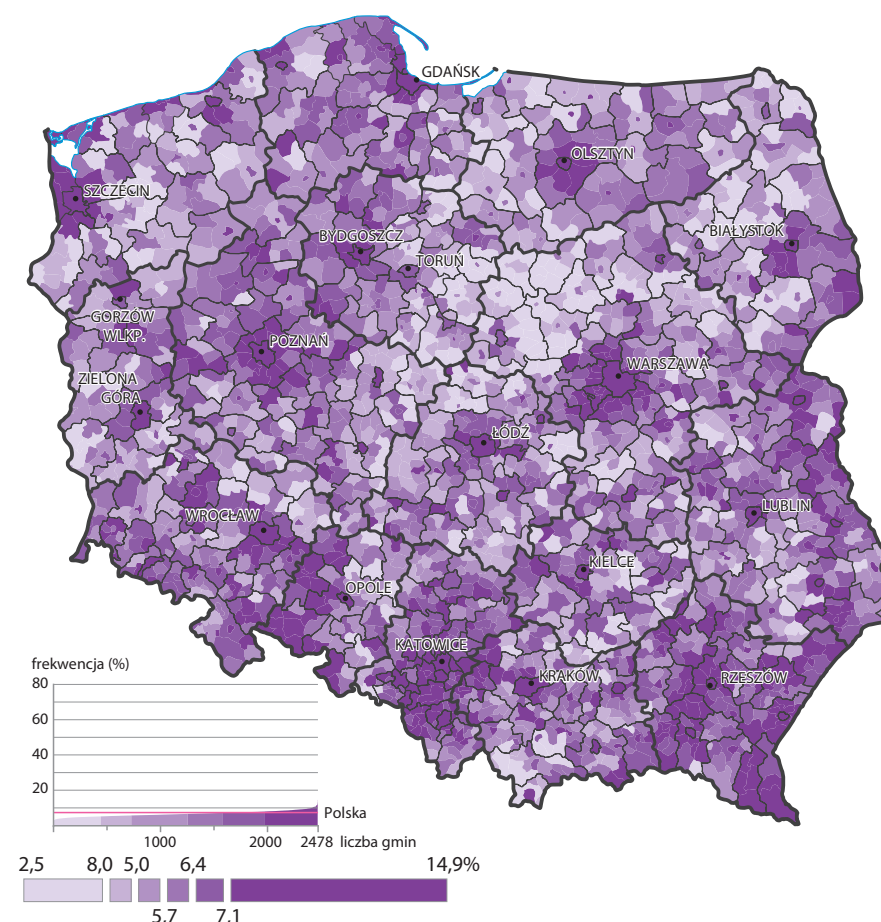 GDAŃSK
OLSZTYN
SZCZECIN
BIAŁYSTOK
BYDGOSZCZ
TORUŃ
GORZÓW
WLKP.
POZNAŃ
WARSZAWA
ZIELONA
GÓRA
ŁÓDŹ
WROCŁAW
LUBLIN
KIELCE
OPOLE
KATOWICE
KRAKÓW
RZESZÓW
frekwencja (%)
80
60
40
20
Polska
1000 2000 2478 liczba gmin
2,5 8,0 5,0 6,4 14,9%
5,7 7,1